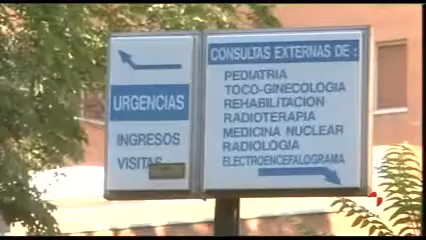 URGENCIAS
INGRESOS
VISITAS
CONSULTAS EXTERNAS DE :
PEDIATRIA
TOCO-GINECOLOGIA
REHABILITACION
RADIOTERAPIA
MEDICINA NUCLEAR
RADIOLOGIA
ELECTROENCEFALOGRAMA